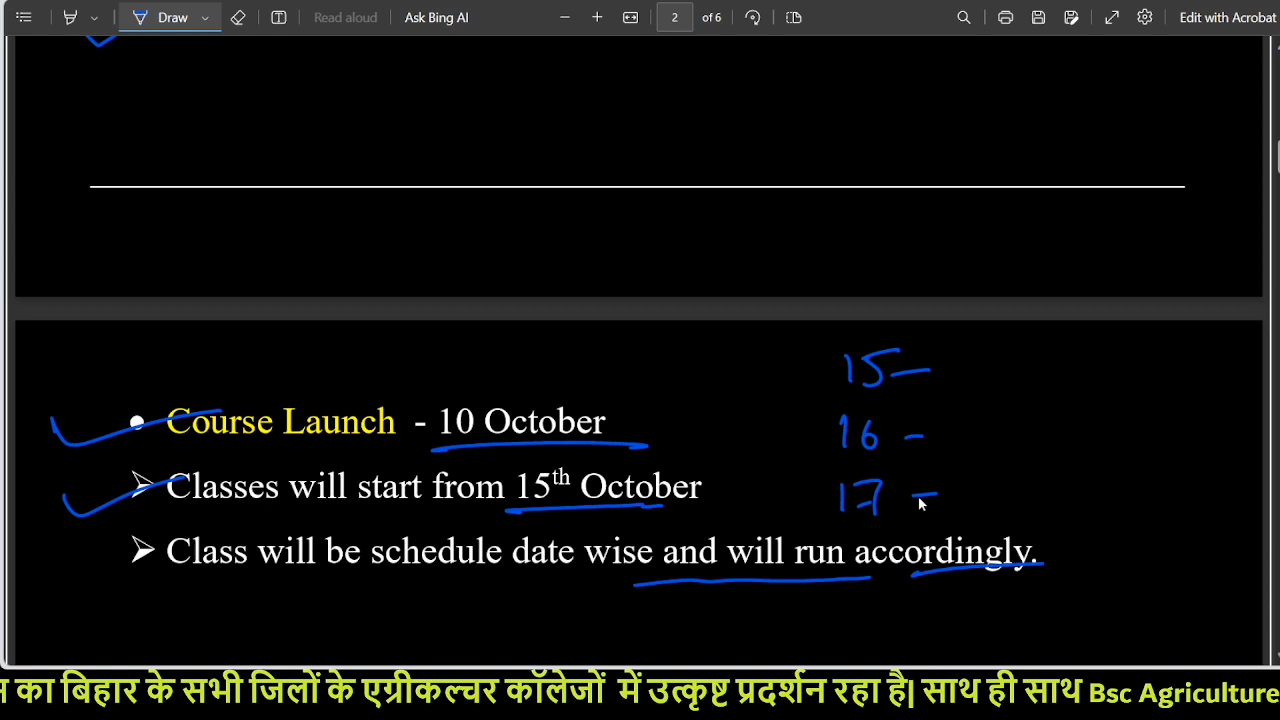 Draw
Read aloud
Ask Bing AI
2 of 6
Edit with Acrobat
15 —
• Course Launch - 10 October
16 -
➢ Classes will start from 15th October
17 -
➢ Class will be schedule date wise and will run accordingly.
का बिहार के सभी जिलों के एग्रीकल्चर कॉलेजों में उत्कृष्ट प्रदर्शन रहा है| साथ ही साथ Bsc Agriculture